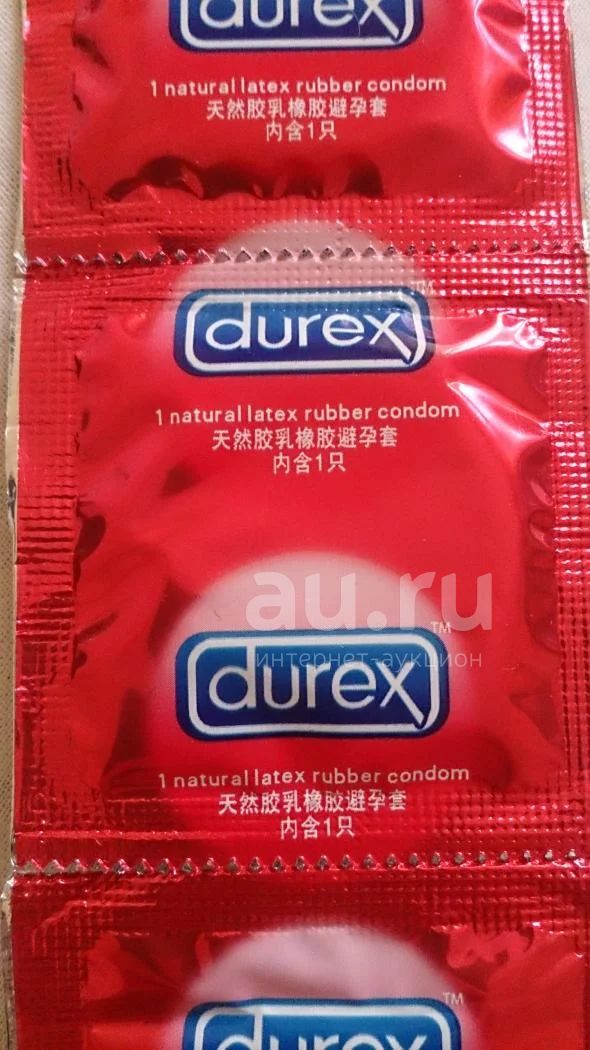 durex
1 natural latex rubber condom
天然胶乳橡胶避孕套
内含1只
TM
durex
1 natural latex rubber condom
天然胶乳橡胶避孕套
内含1只
au.ru
интернет-аукцион
TM
durex
1 natural latex rubber condom
天然胶乳橡胶避孕套
内含1只
TM
durex